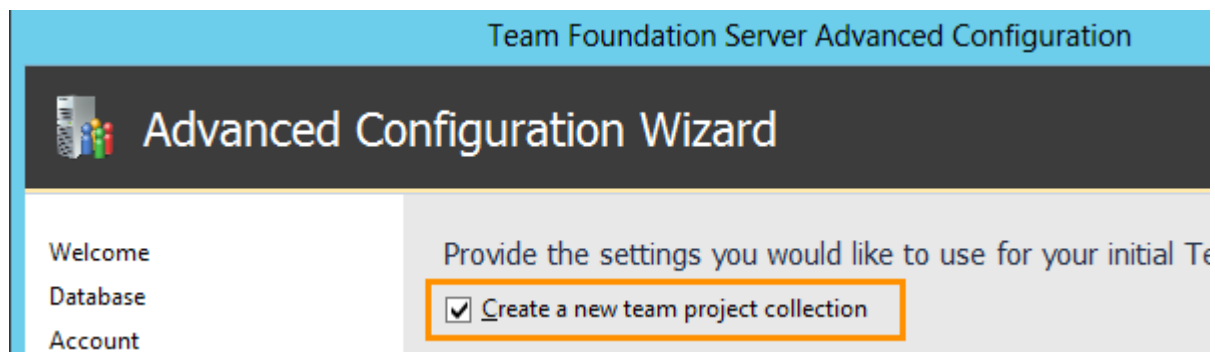 Team Foundation Server Advanced Configuration
Advanced Configuration Wizard
Welcome
Database
Account
Provide the settings you would like to use for your initial
Create a new team project collection